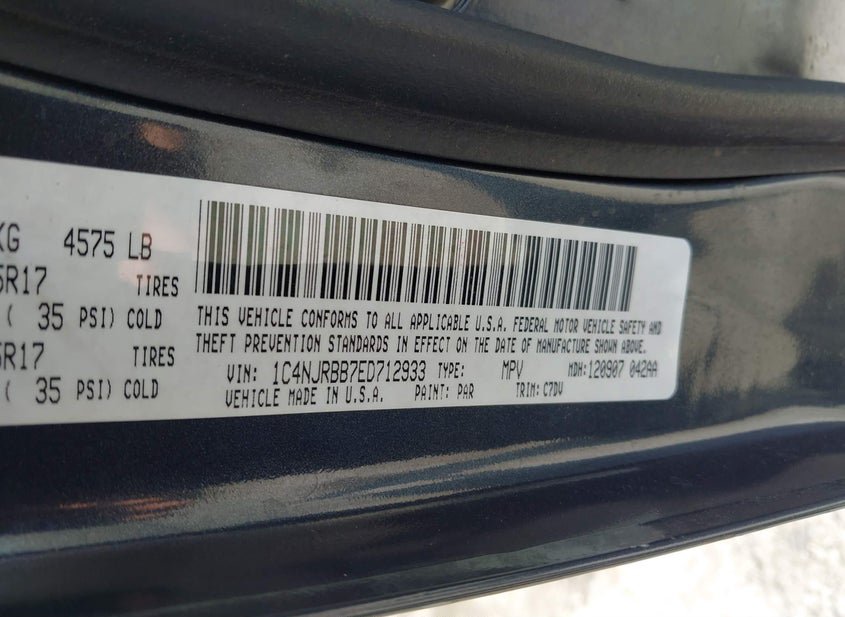 KG 4575 LB
5R17 TIRES
( 35 PSI) COLD
5R17 TIRES
( 35 PSI) COLD
THIS VEHICLE CONFORMS TO ALL APPLICABLE U.S.A. FEDERAL MOTOR VEHICLE SAFETY AND
THEFT PREVENTION STANDARDS IN EFFECT ON THE DATE OF MANUFACTURE SHOWN ABOVE.
VIN: 1C4NJRBB7ED712933 TYPE: MPV MDH: 120907 042AA
VEHICLE MADE IN U.S.A. PAINT: PAR TRIM: C7DV